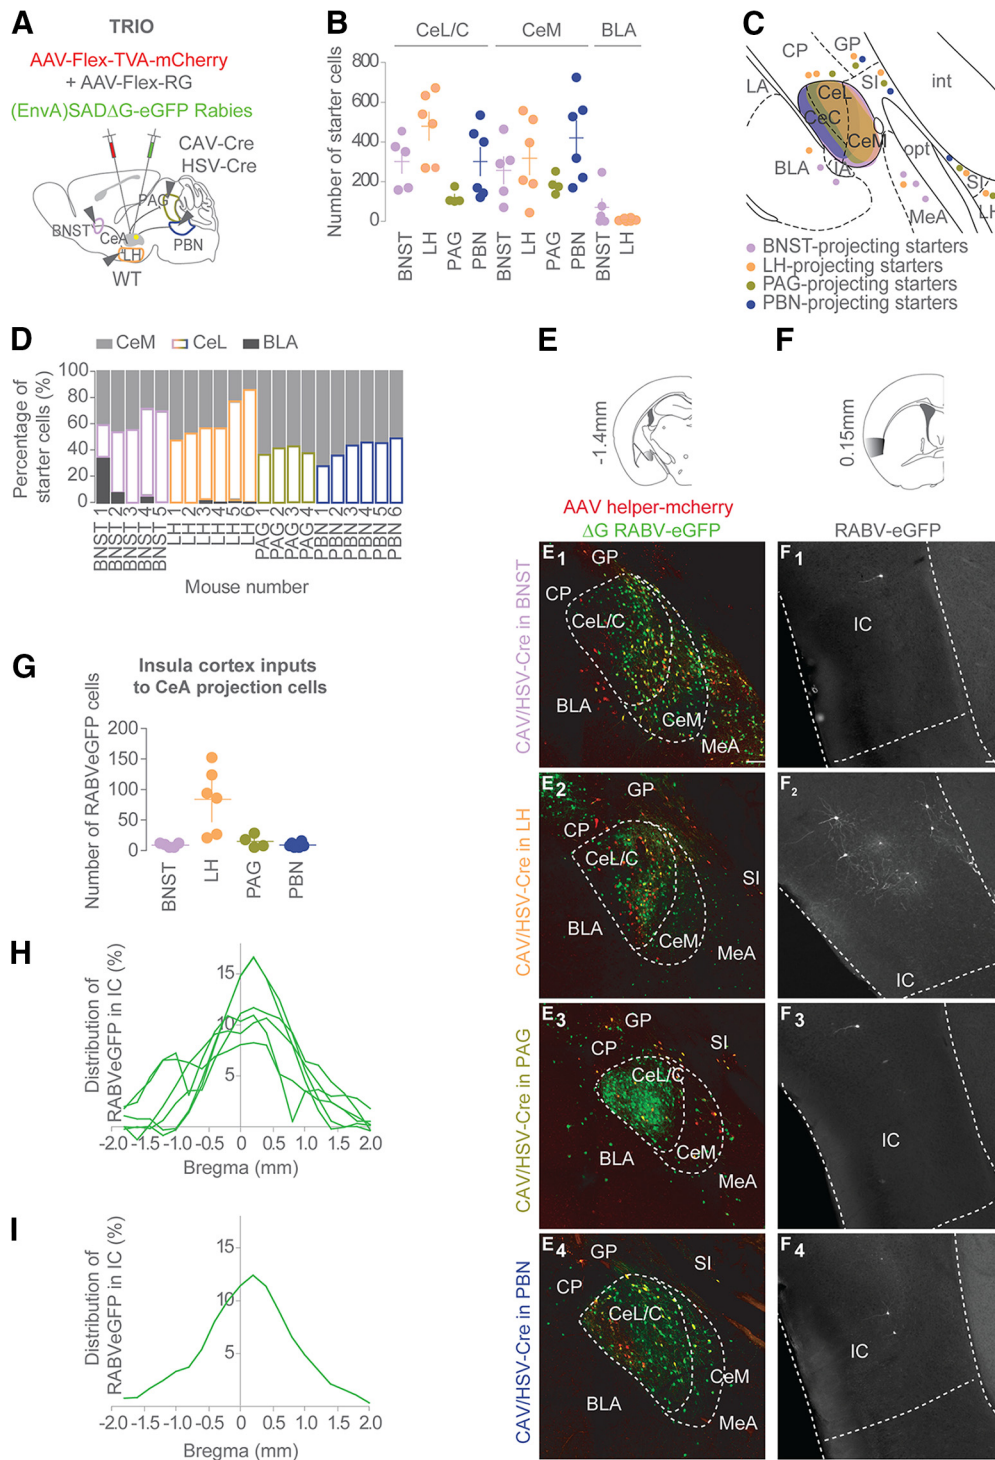 A
TRIO
AAV-Flex-TVA-mCherry
+ AAV-Flex-RG
(EnvA)SADΔG-eGFP Rabies
CAV-Cre
HSV-Cre
PAG
BNST
CeA
PBN
LH
WT
B
CeL/C
CeM
BLA
Number of starter cells
800
600
400
200
0
BNST
LH
PAG
PBN
BNST
LH
PAG
PBN
BNST
LH
C
CP
GP
LA
SI
int
CeL
CeC
CeM
opt
BLA
IA
SI
MeA
LH
BNST-projecting starters
LH-projecting starters
PAG-projecting starters
PBN-projecting starters
D
CeM
CeL
BLA
Percentage of
starter cells (%)
100
80
60
40
20
0
BNST 1
BNST 2
BNST 3
BNST 4
BNST 5
LH 1
LH 2
LH 3
LH 4
LH 5
LH 6
PAG 1
PAG 2
PAG 3
PAG 4
PBN 1
PBN 2
PBN 3
PBN 4
PBN 5
PBN 6
Mouse number
E
-1.4mm
AAV helper-mcherry
ΔG RABV-eGFP
F
0.15mm
RABV-eGFP
CAV/HSV-Cre in BNST
E1
GP
CP
CeL/C
BLA
CeM
MeA
F1
IC
CAV/HSV-Cre in LH
E2
GP
CP
CeL/C
SI
BLA
CeM
MeA
F2
IC
CAV/HSV-Cre in PAG
E3
GP
CP
SI
CeL/C
BLA
CeM
MeA
F3
IC
CAV/HSV-Cre in PBN
E4
GP
SI
CP
CeL/C
CeM
BLA
MeA
F4
IC
G
Insula cortex inputs
to CeA projection cells
Number of RABVeGFP cells
200
150
100
50
0
BNST
LH
PAG
PBN
H
Distribution of
RABVeGFP in IC (%)
15
10
5
-2.0 -1.5 -1.0 -0.5 0 0.5 1.0 1.5 2.0
Bregma (mm)
I
Distribution of
RABVeGFP in IC (%)
15
10
5
-2.0 -1.5 -1.0 -0.5 0 0.5 1.0 1.5 2.0
Bregma (mm)